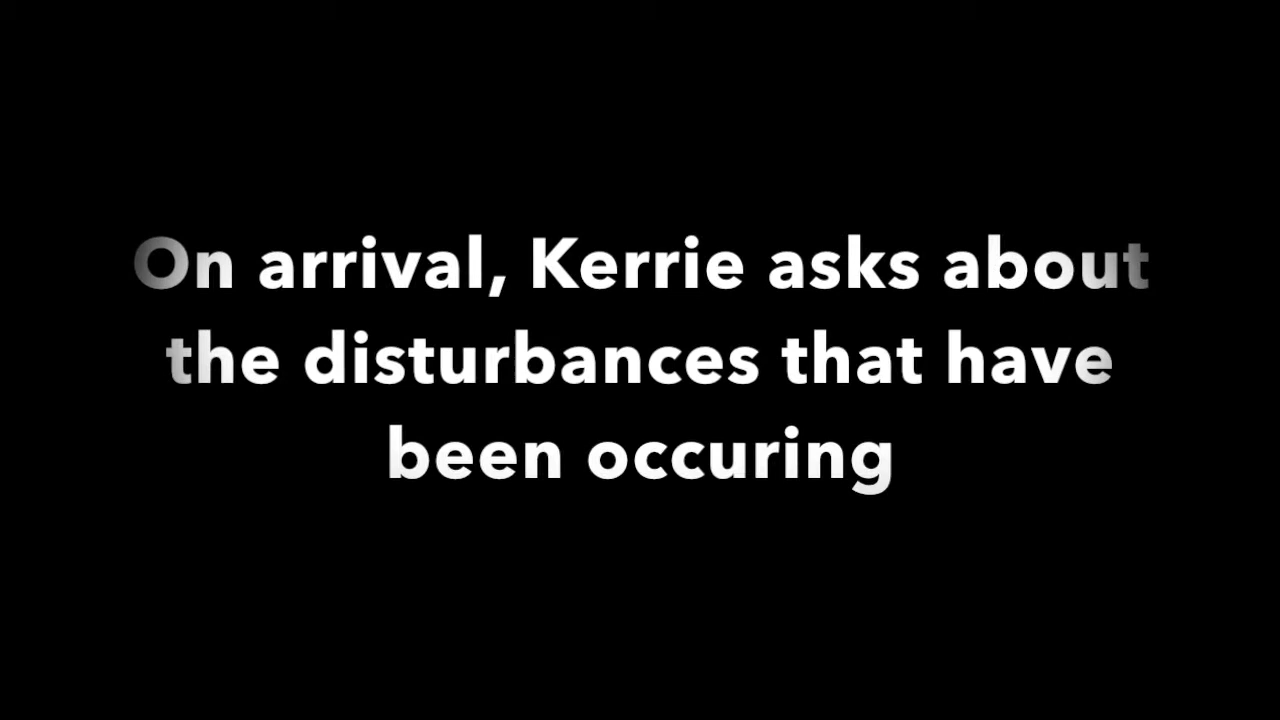 On arrival, Kerrie asks about
the disturbances that have
been occuring